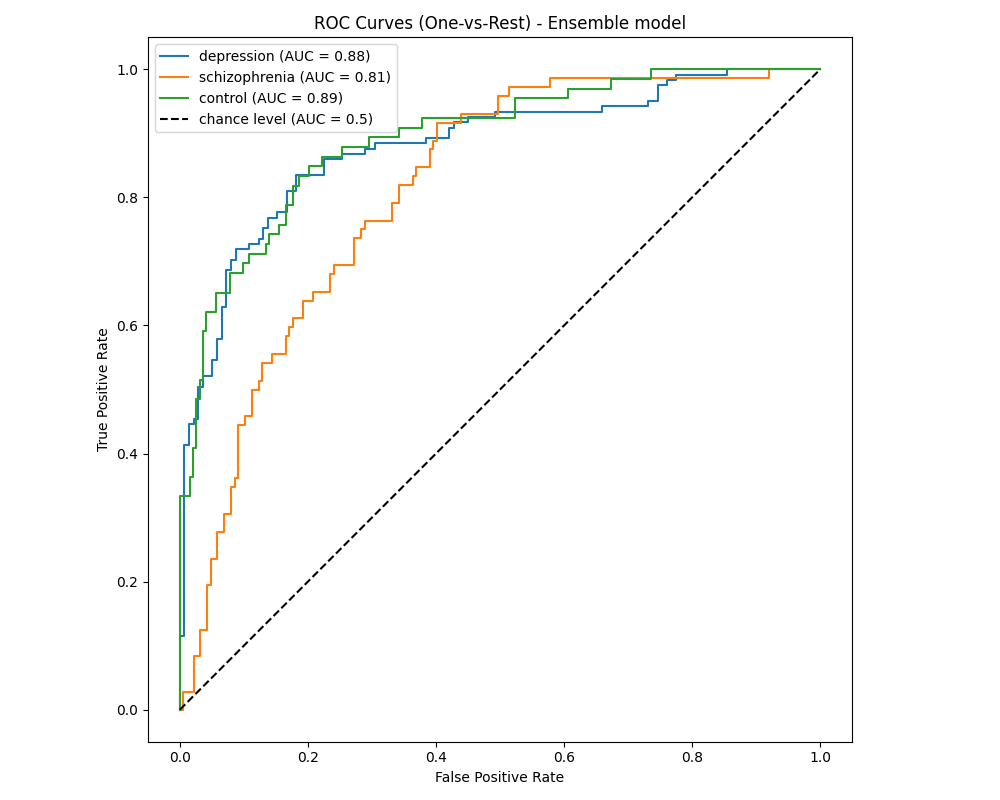 ROC Curves (One-vs-Rest) - Ensemble model
depression (AUC = 0.88)
schizophrenia (AUC = 0.81)
control (AUC = 0.89)
chance level (AUC = 0.5)
True Positive Rate
1.0
0.8
0.6
0.4
0.2
0.0
0.0 0.2 0.4 0.6 0.8 1.0
False Positive Rate